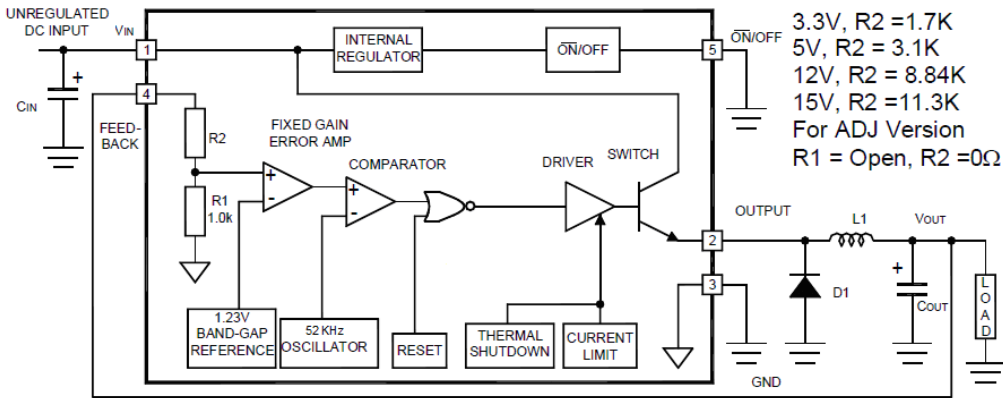 UNREGULATED
DC INPUT
VIN
1
INTERNAL
REGULATOR
ON/OFF
5
ON/OFF
3.3V, R2 =1.7K
5V, R2 = 3.1K
12V, R2 = 8.84K
15V, R2 =11.3K
For ADJ Version
R1 = Open, R2 =0Ω
+
CIN
4
FEED-
BACK
R2
R1
1.0k
FIXED GAIN
ERROR AMP
+
-
COMPARATOR
+
-
DRIVER
SWITCH
OUTPUT
2
L1
VOUT
3
D1
+
COUT
LOAD
1.23V
BAND-GAP
REFERENCE
52 KHz
OSCILLATOR
RESET
THERMAL
SHUTDOWN
CURRENT
LIMIT
GND